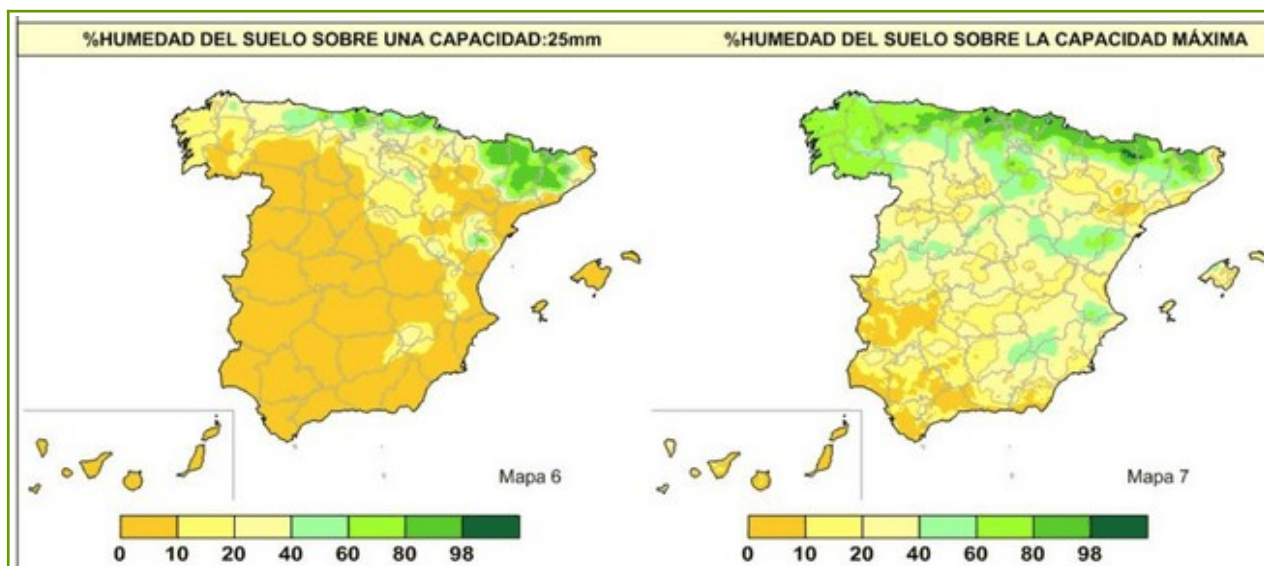 %HUMEDAD DEL SUELO SOBRE UNA CAPACIDAD:25mm
%HUMEDAD DEL SUELO SOBRE LA CAPACIDAD MÁXIMA
Mapa 6
Mapa 7
0 10 20 40 60 80 98
0 10 20 40 60 80 98